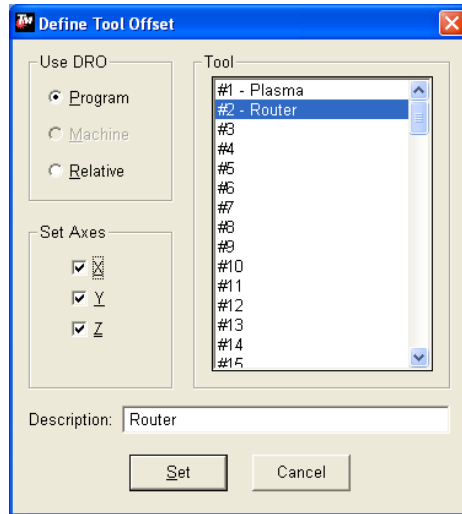 Define Tool Offset
Use DRO
Program
Machine
Relative
Set Axes
X
Y
Z
Tool
#1 - Plasma
#2 - Router
#3
#4
#5
#6
#7
#8
#9
#10
#11
#12
#13
#14
#15
Description: Router
Set Cancel